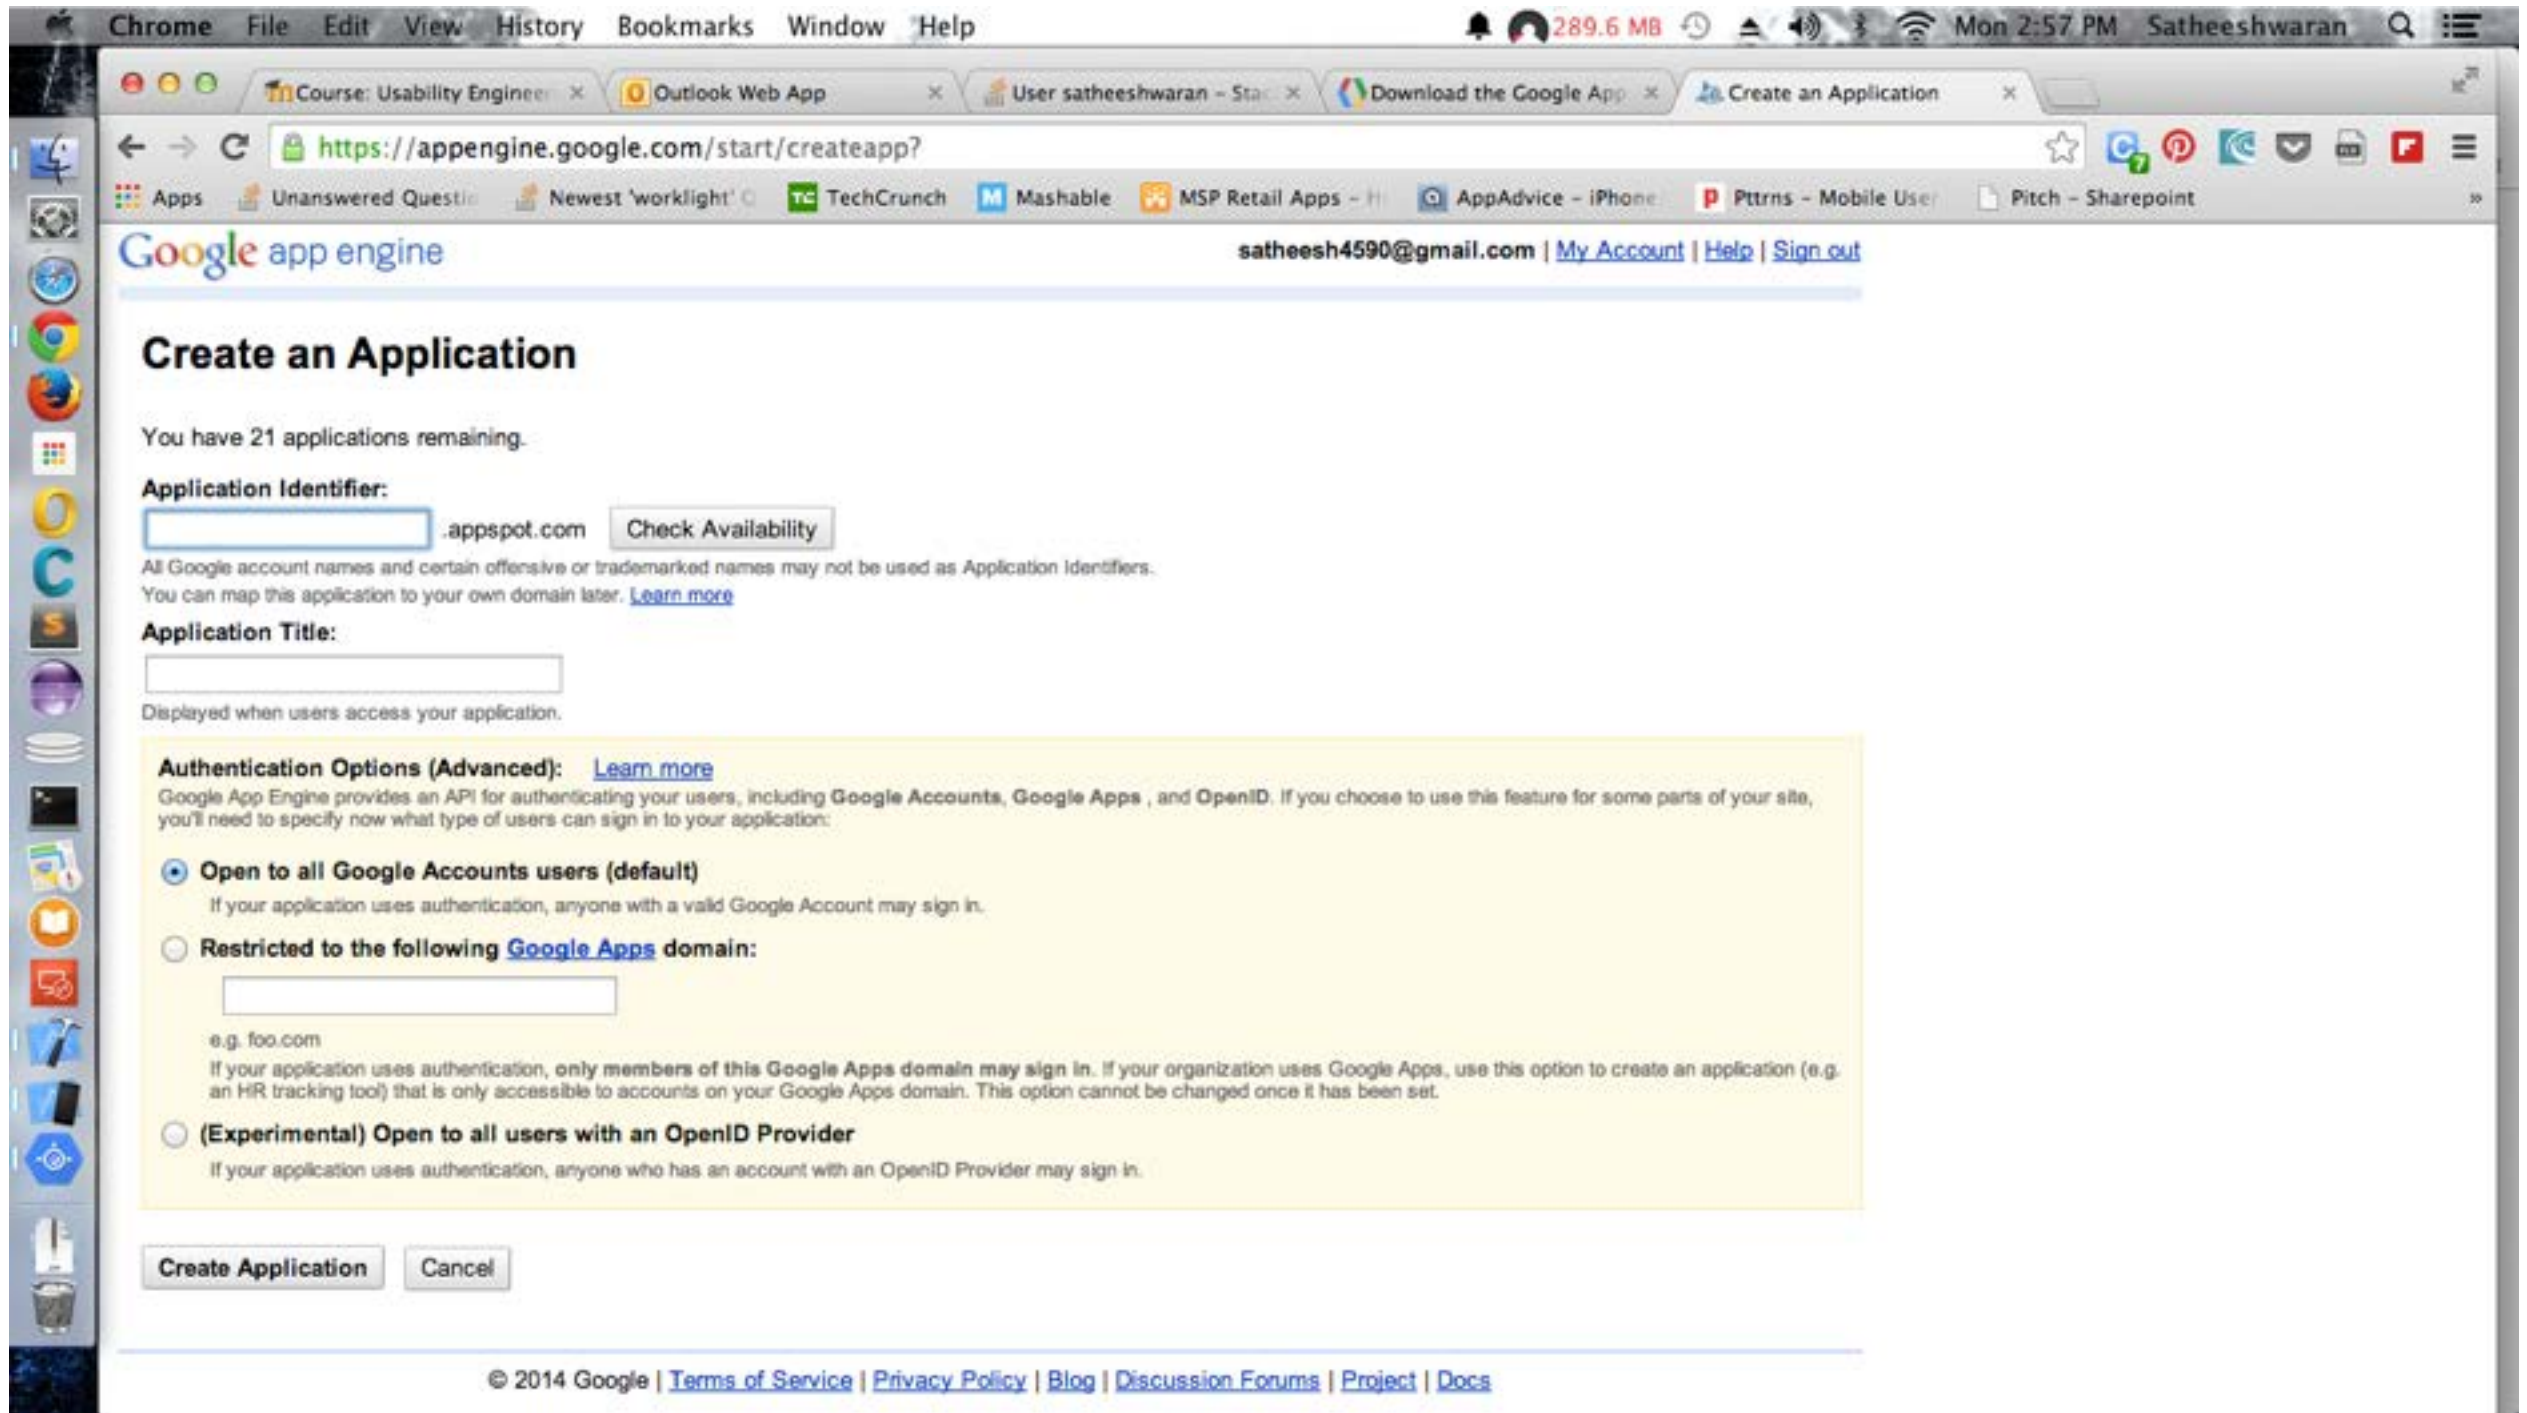 Chrome File Edit View History Bookmarks Window Help 289.6 MB Mon 2:57 PM Satheeshwaran
Course: Usability Engineer Outlook Web App User satheeshwaran – Stac Download the Google App Create an Application
https://appengine.google.com/start/createapp?
Apps Unanswered Questio Newest 'worklight' Q TechCrunch Mashable MSP Retail Apps – H AppAdvice – iPhone Pttrns – Mobile User Pitch – Sharepoint »
Google app engine satheesh4590@gmail.com | My Account | Help | Sign out
Create an Application
You have 21 applications remaining.
Application Identifier:
.appspot.com Check Availability
All Google account names and certain offensive or trademarked names may not be used as Application Identifiers.
You can map this application to your own domain later. Learn more
Application Title:
Displayed when users access your application.
Authentication Options (Advanced): Learn more
Google App Engine provides an API for authenticating your users, including Google Accounts, Google Apps , and OpenID. If you choose to use this feature for some parts of your site,
you'll need to specify now what type of users can sign in to your application:
Open to all Google Accounts users (default)
If your application uses authentication, anyone with a valid Google Account may sign in.
Restricted to the following Google Apps domain:
e.g. foo.com
If your application uses authentication, only members of this Google Apps domain may sign in. If your organization uses Google Apps, use this option to create an application (e.g.
an HR tracking tool) that is only accessible to accounts on your Google Apps domain. This option cannot be changed once it has been set.
(Experimental) Open to all users with an OpenID Provider
If your application uses authentication, anyone who has an account with an OpenID Provider may sign in.
Create Application Cancel
© 2014 Google | Terms of Service | Privacy Policy | Blog | Discussion Forums | Project | Docs